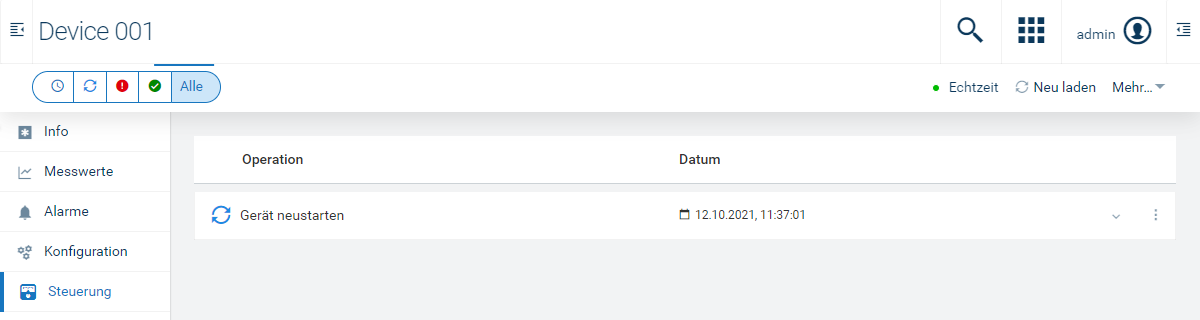 Device 001
admin
Alle
Echtzeit
Neu laden
Mehr...
Info
Messwerte
Alarme
Konfiguration
Steuerung
Operation
Datum
Gerät neustarten
12.10.2021, 11:37:01